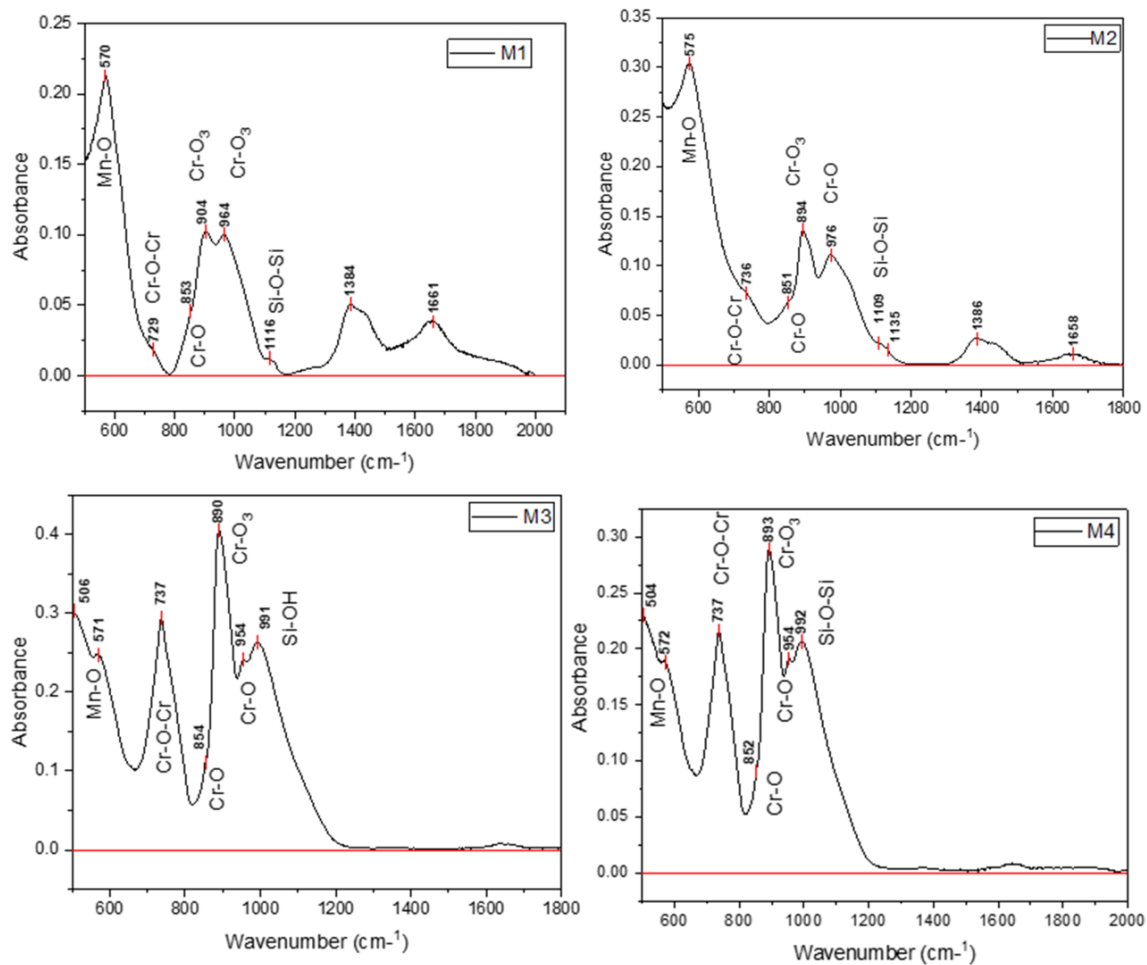 M1
0.25
0.20
0.15
0.10
0.05
0.00
Absorbance
570
Mn-O
729
Cr-O-Cr
853
Cr-O
904
Cr-O3
964
Cr-O3
1116
Si-O-Si
1384
1661
600 800 1000 1200 1400 1600 1800 2000
Wavenumber (cm-1)
M2
0.35
0.30
0.25
0.20
0.15
0.10
0.05
0.00
Absorbance
575
Mn-O
736
Cr-O-Cr
851
Cr-O
894
Cr-O3
976
Cr-O
1109
Si-O-Si
1135
1386
1658
600 800 1000 1200 1400 1600 1800
Wavenumber (cm-1)
M3
0.4
0.3
0.2
0.1
0.0
Absorbance
506
571
Mn-O
737
Cr-O-Cr
854
Cr-O
890
Cr-O3
954
Cr-O
991
Si-OH
600 800 1000 1200 1400 1600 1800
Wavenumber (cm-1)
M4
0.30
0.25
0.20
0.15
0.10
0.05
0.00
Absorbance
504
572
Mn-O
737
Cr-O-Cr
852
Cr-O
893
Cr-O3
954
Cr-O
992
Si-O-Si
600 800 1000 1200 1400 1600 1800 2000
Wavenumber (cm-1)